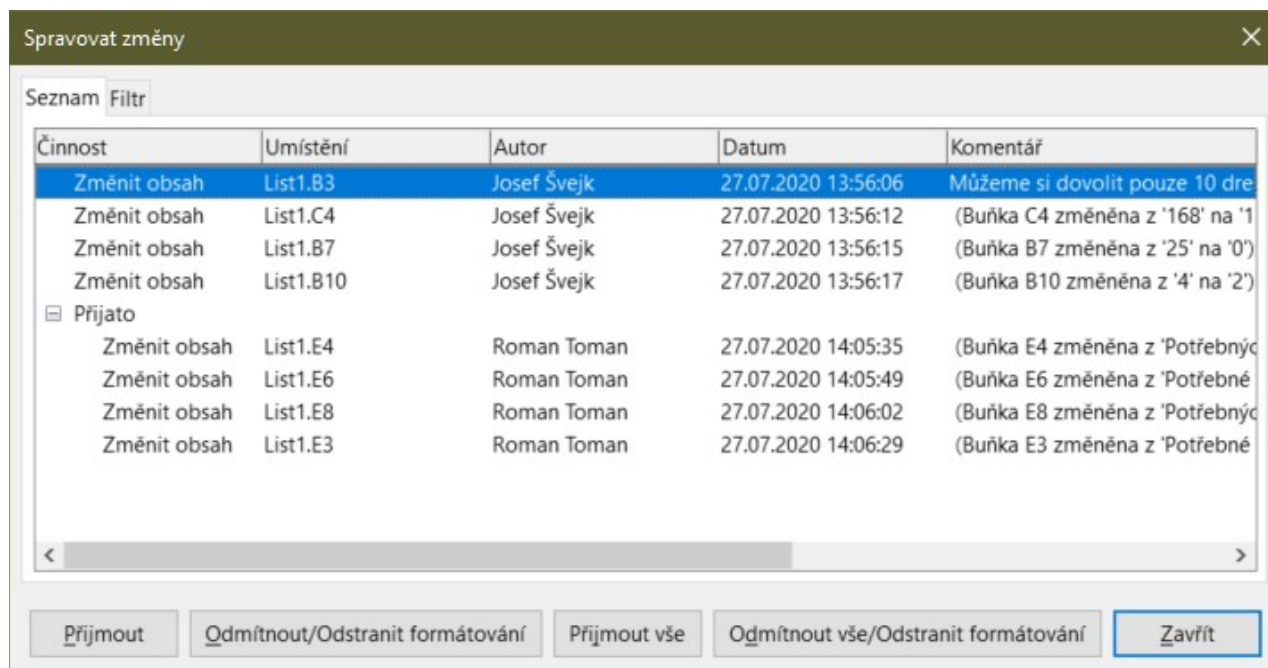 Spravovat změny
Seznam Filtr
Činnost Umístění Autor Datum Komentář
Změnit obsah List1.B3 Josef Švejk 27.07.2020 13:56:06 Můžeme si dovolit pouze 10 dre
Změnit obsah List1.C4 Josef Švejk 27.07.2020 13:56:12 (Buňka C4 změněna z '168' na '1
Změnit obsah List1.B7 Josef Švejk 27.07.2020 13:56:15 (Buňka B7 změněna z '25' na '0')
Změnit obsah List1.B10 Josef Švejk 27.07.2020 13:56:17 (Buňka B10 změněna z '4' na '2')
Přijato
Změnit obsah List1.E4 Roman Toman 27.07.2020 14:05:35 (Buňka E4 změněna z 'Potřebnýc
Změnit obsah List1.E6 Roman Toman 27.07.2020 14:05:49 (Buňka E6 změněna z 'Potřebné
Změnit obsah List1.E8 Roman Toman 27.07.2020 14:06:02 (Buňka E8 změněna z 'Potřebnýc
Změnit obsah List1.E3 Roman Toman 27.07.2020 14:06:29 (Buňka E3 změněna z 'Potřebné
Přijmout Odmítnout/Odstranit formátování Přijmout vše Odmítnout vše/Odstranit formátování Zavřít